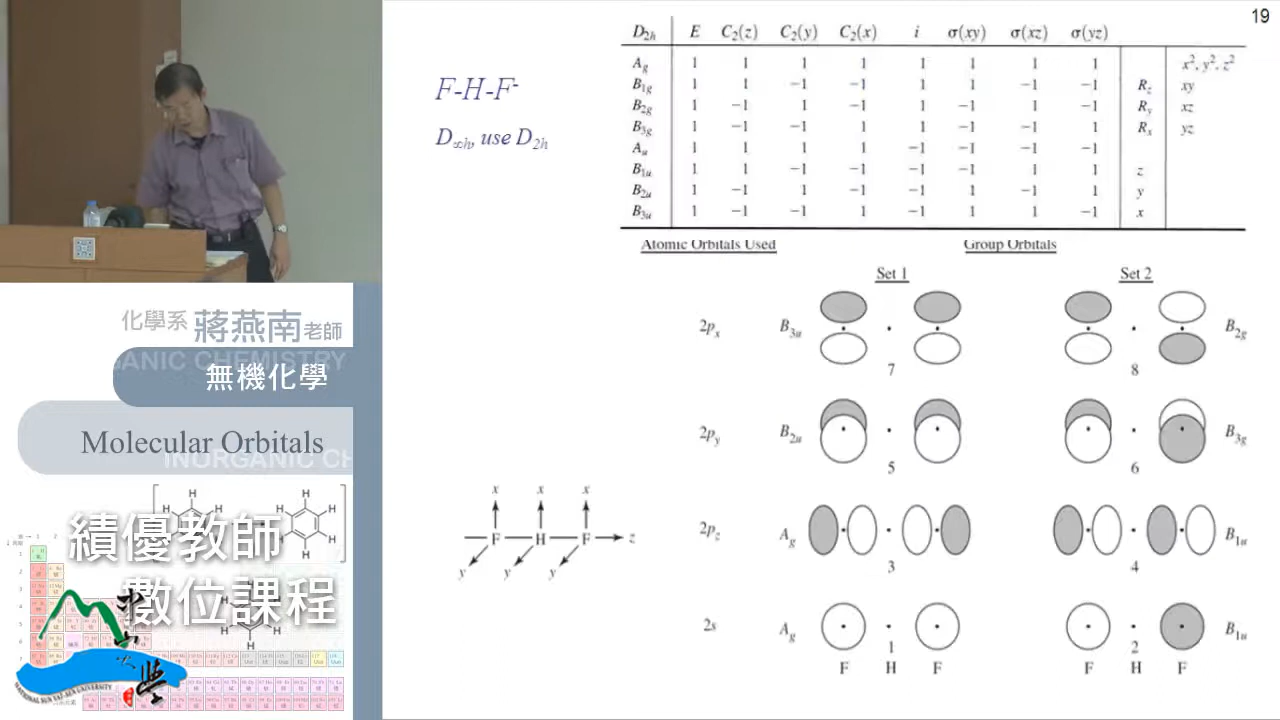 19
F-H-F-
D∞h, use D2h
D2h E C2(z) C2(y) C2(x) i σ(xy) σ(xz) σ(yz)
Ag 1 1 1 1 1 1 1 1 x², y², z²
B1g 1 1 −1 −1 1 1 −1 −1 Rz xy
B2g 1 −1 1 −1 1 −1 1 −1 Ry xz
B3g 1 −1 −1 1 1 −1 −1 1 Rx yz
Au 1 1 1 1 −1 −1 −1 −1
B1u 1 1 −1 −1 −1 −1 1 1 z
B2u 1 −1 1 −1 −1 1 −1 1 y
B3u 1 −1 −1 1 −1 1 1 −1 x
Atomic Orbitals Used Group Orbitals
Set 1 Set 2
2px B3u B2g
7 8
2py B2u B3g
5 6
2pz Ag B1u
3 4
2s Ag B1u
1 2
F H F F H F
x x x
F H F z
y y y
化學系 蔣燕南老師
ANIC CHEMISTRY
無機化學
Molecular Orbitals
INORGANIC CH
績優教師
數位課程
NATIONAL SUN YAT-SEN UNIVERSITY